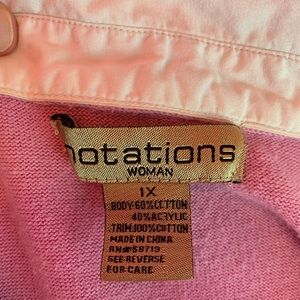 notations
WOMAN
1X
BODY:60%COTTON
40%ACRYLIC
TRIM:100%COTTON
MADE IN CHINA
RN#58719
SEE REVERSE
FOR CARE